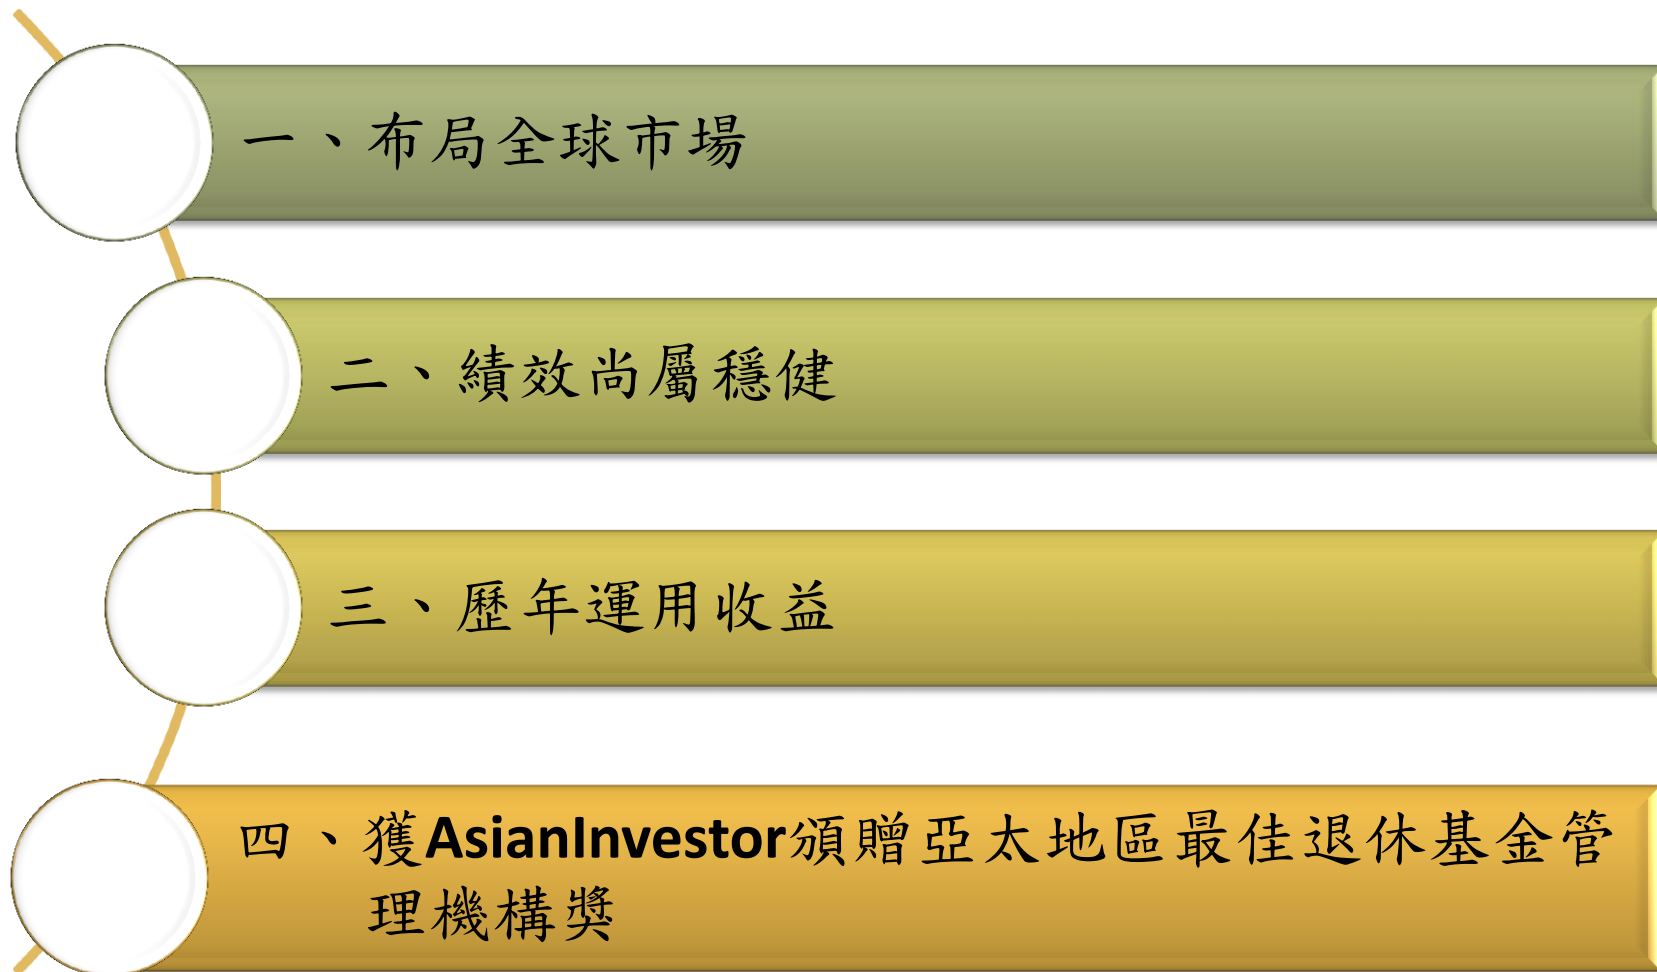 一、布局全球市場
二、績效尚屬穩健
三、歷年運用收益
四、獲AsianInvestor頒贈亞太地區最佳退休基金管
理機構獎